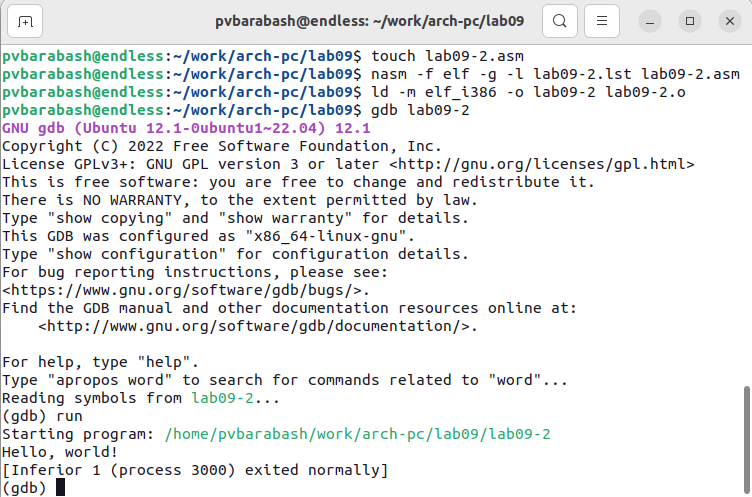 pvbarabash@endless: ~/work/arch-pc/lab09
pvbarabash@endless:~/work/arch-pc/lab09$ touch lab09-2.asm
pvbarabash@endless:~/work/arch-pc/lab09$ nasm -f elf -g -l lab09-2.lst lab09-2.asm
pvbarabash@endless:~/work/arch-pc/lab09$ ld -m elf_i386 -o lab09-2 lab09-2.o
pvbarabash@endless:~/work/arch-pc/lab09$ gdb lab09-2
GNU gdb (Ubuntu 12.1-0ubuntu1~22.04) 12.1
Copyright (C) 2022 Free Software Foundation, Inc.
License GPLv3+: GNU GPL version 3 or later <http://gnu.org/licenses/gpl.html>
This is free software: you are free to change and redistribute it.
There is NO WARRANTY, to the extent permitted by law.
Type "show copying" and "show warranty" for details.
This GDB was configured as "x86_64-linux-gnu".
Type "show configuration" for configuration details.
For bug reporting instructions, please see:
<https://www.gnu.org/software/gdb/bugs/>.
Find the GDB manual and other documentation resources online at:
    <http://www.gnu.org/software/gdb/documentation/>.

For help, type "help".
Type "apropos word" to search for commands related to "word"...
Reading symbols from lab09-2...
(gdb) run
Starting program: /home/pvbarabash/work/arch-pc/lab09/lab09-2
Hello, world!
[Inferior 1 (process 3000) exited normally]
(gdb)